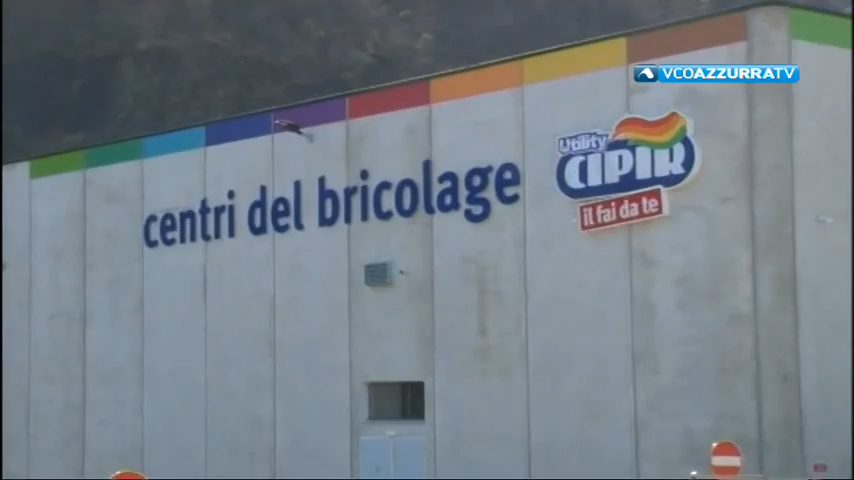 VCOAZZURRATV
centri del bricolage
Utility
CIPIR
il fai da te